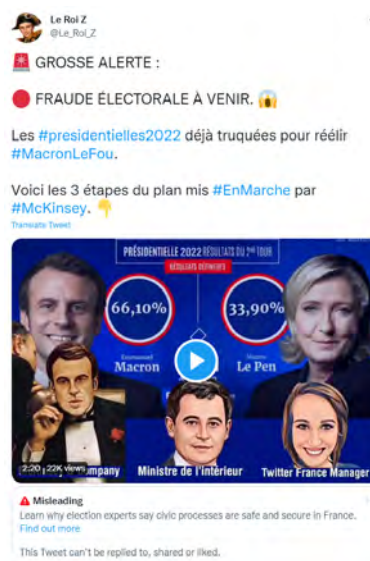 Le Roi Z
@Le_Roi_Z
GROSSE ALERTE :
FRAUDE ÉLECTORALE À VENIR.
Les #presidentielles2022 déjà truquées pour réélir
#MacronLeFou.
Voici les 3 étapes du plan mis #EnMarche par
#McKinsey.
Translate Tweet
PRÉSIDENTIELLE 2022 RÉSULTATS DU 2nd TOUR
RÉSULTATS DÉFINITIFS
66,10%
33,90%
Emmanuel
Macron
Marine
Le Pen
2:20 22K views mpany
Ministre de l'intérieur
Twitter France Manager
Misleading
Learn why election experts say civic processes are safe and secure in France.
Find out more
This Tweet can't be replied to, shared or liked.